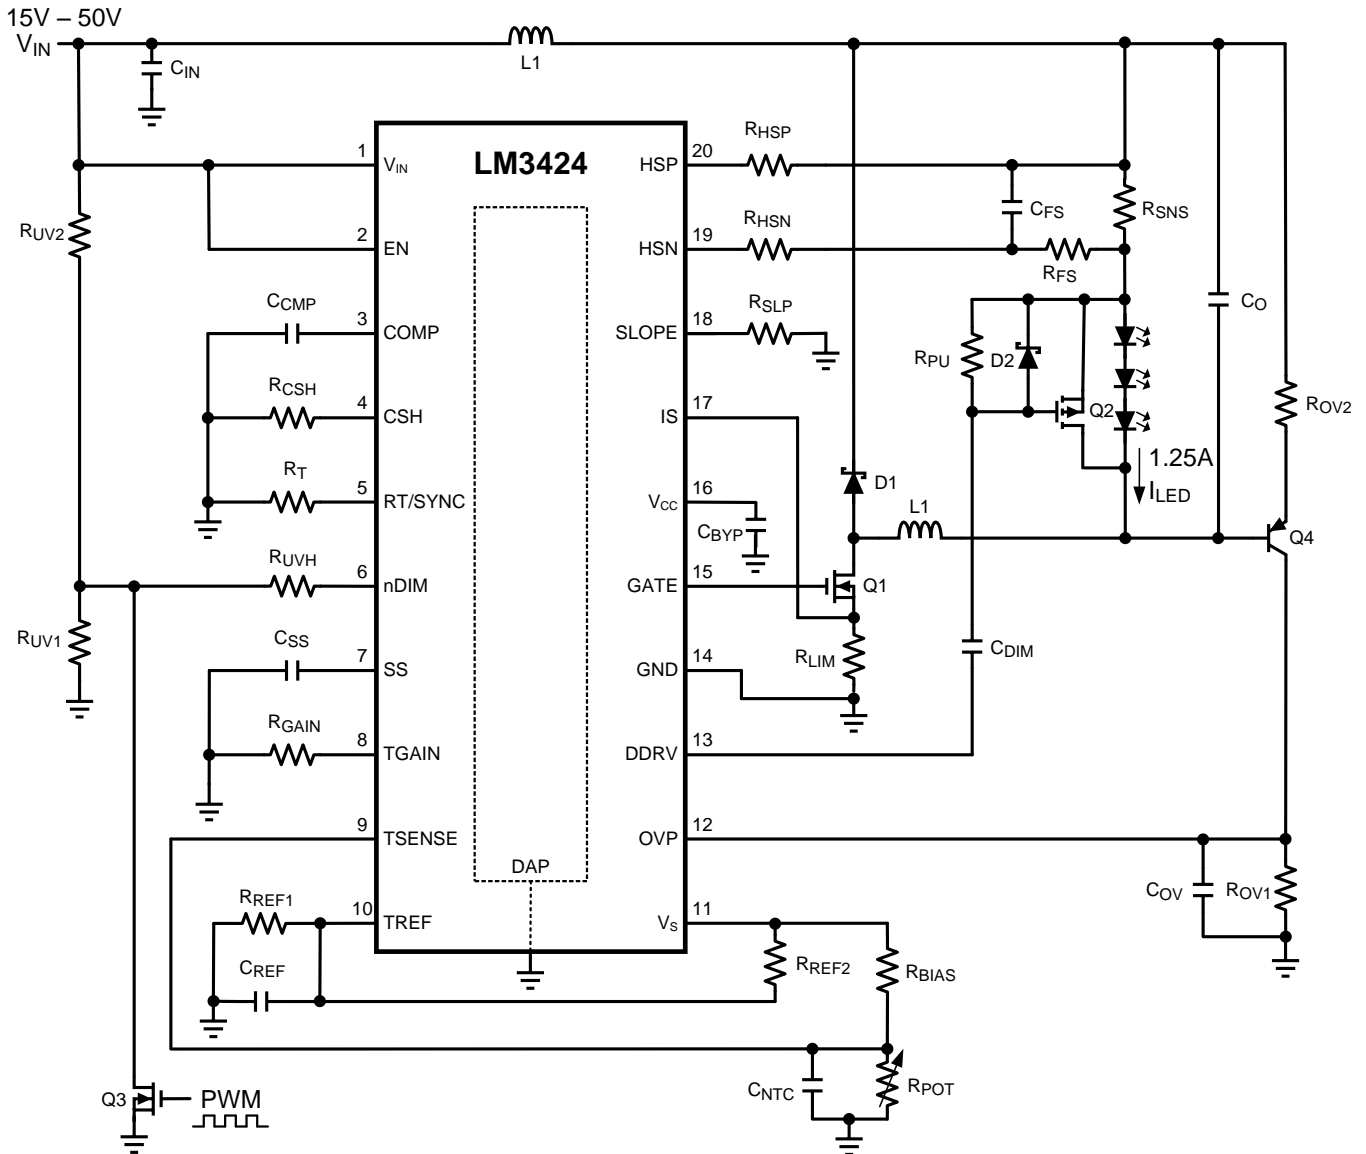 15V – 50V
VIN
CIN
L1
LM3424
1
VIN
2
EN
3
COMP
4
CSH
5
RT/SYNC
6
nDIM
7
SS
8
TGAIN
9
TSENSE
10
TREF
DAP
20
HSP
19
HSN
18
SLOPE
17
IS
16
VCC
15
GATE
14
GND
13
DDRV
12
OVP
11
VS
RUV2
CCMP
RCSH
RT
RUVH
RUV1
CSS
RGAIN
RREF1
CREF
Q3
PWM
RHSP
RHSN
CFS
RSNS
RFS
RSLP
RPU
D2
Q2
CO
ROV2
1.25A
ILED
D1
L1
CBYP
Q1
Q4
RLIM
CDIM
COV
ROV1
RREF2
RBIAS
CNTC
RPOT